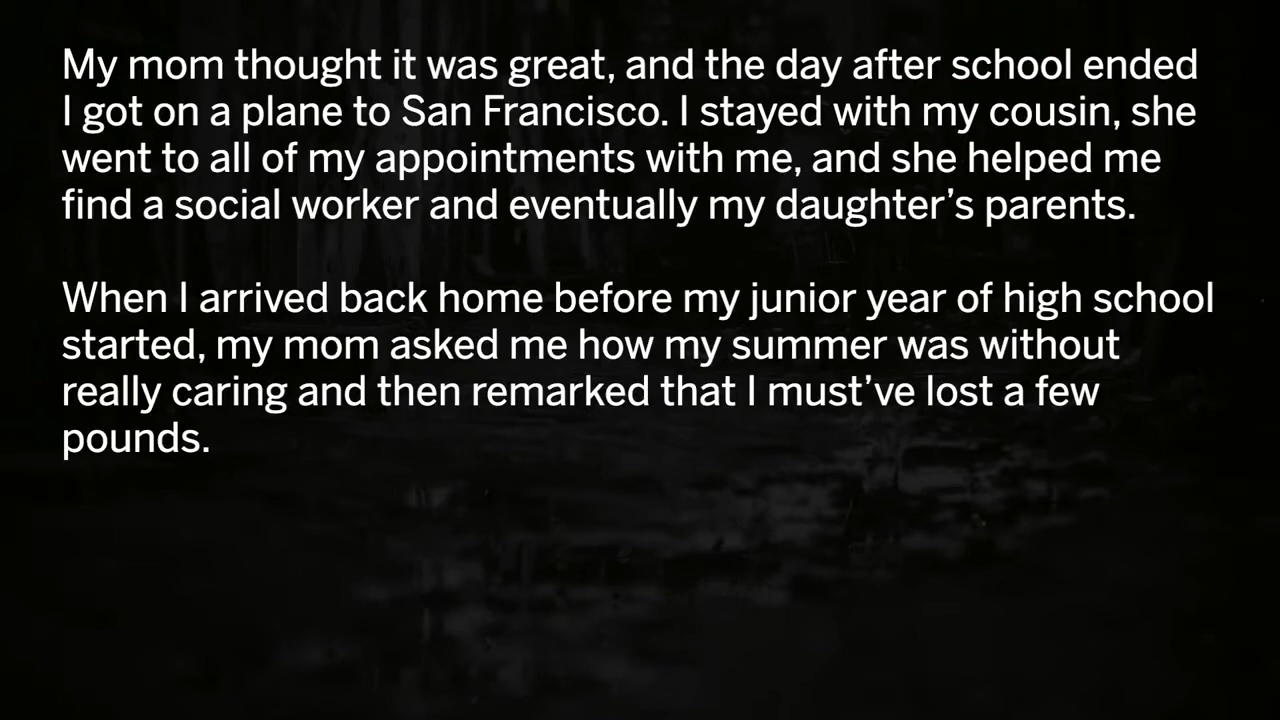 My mom thought it was great, and the day after school ended
I got on a plane to San Francisco. I stayed with my cousin, she
went to all of my appointments with me, and she helped me
find a social worker and eventually my daughter’s parents.
When I arrived back home before my junior year of high school
started, my mom asked me how my summer was without
really caring and then remarked that I must’ve lost a few
pounds.